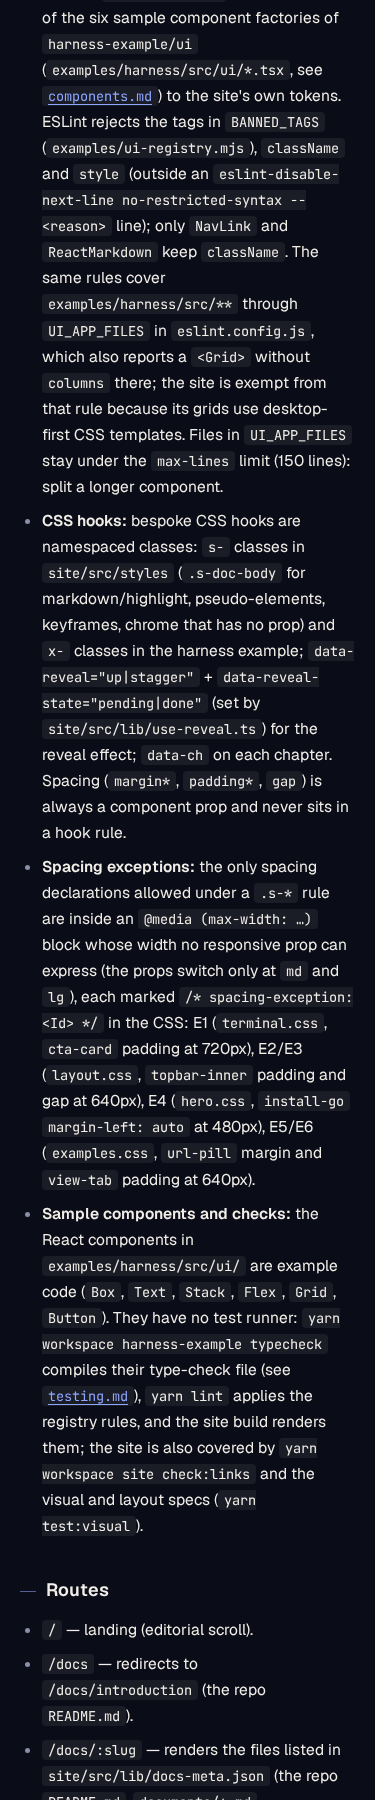 of the six sample component factories of
harness-example/ui
( examples/harness/src/ui/*.tsx , see
components.md ) to the site's own tokens.
ESLint rejects the tags in BANNED_TAGS
( examples/ui-registry.mjs ), className
and style (outside an eslint-disable-
next-line no-restricted-syntax --
<reason> line); only NavLink and
ReactMarkdown keep className . The
same rules cover
examples/harness/src/** through
UI_APP_FILES in eslint.config.js ,
which also reports a <Grid> without
columns there; the site is exempt from
that rule because its grids use desktop-
first CSS templates. Files in UI_APP_FILES
stay under the max-lines limit (150 lines):
split a longer component.
• CSS hooks: bespoke CSS hooks are
namespaced classes: s- classes in
site/src/styles ( .s-doc-body for
markdown/highlight, pseudo-elements,
keyframes, chrome that has no prop) and
x- classes in the harness example; data-
reveal="up|stagger" + data-reveal-
state="pending|done" (set by
site/src/lib/use-reveal.ts ) for the
reveal effect; data-ch on each chapter.
Spacing ( margin* , padding* , gap ) is
always a component prop and never sits in
a hook rule.
• Spacing exceptions: the only spacing
declarations allowed under a .s-* rule
are inside an @media (max-width: …)
block whose width no responsive prop can
express (the props switch only at md and
lg ), each marked /* spacing-exception:
<Id> */ in the CSS: E1 ( terminal.css ,
cta-card padding at 720px), E2/E3
( layout.css , topbar-inner padding and
gap at 640px), E4 ( hero.css , install-go
margin-left: auto at 480px), E5/E6
( examples.css , url-pill margin and
view-tab padding at 640px).
• Sample components and checks: the
React components in
examples/harness/src/ui/ are example
code ( Box , Text , Stack , Flex , Grid ,
Button ). They have no test runner: yarn
workspace harness-example typecheck
compiles their type-check file (see
testing.md ), yarn lint applies the
registry rules, and the site build renders
them; the site is also covered by yarn
workspace site check:links and the
visual and layout specs ( yarn
test:visual ).
— Routes
• / — landing (editorial scroll).
• /docs — redirects to
/docs/introduction (the repo
README.md ).
• /docs/:slug — renders the files listed in
site/src/lib/docs-meta.json (the repo